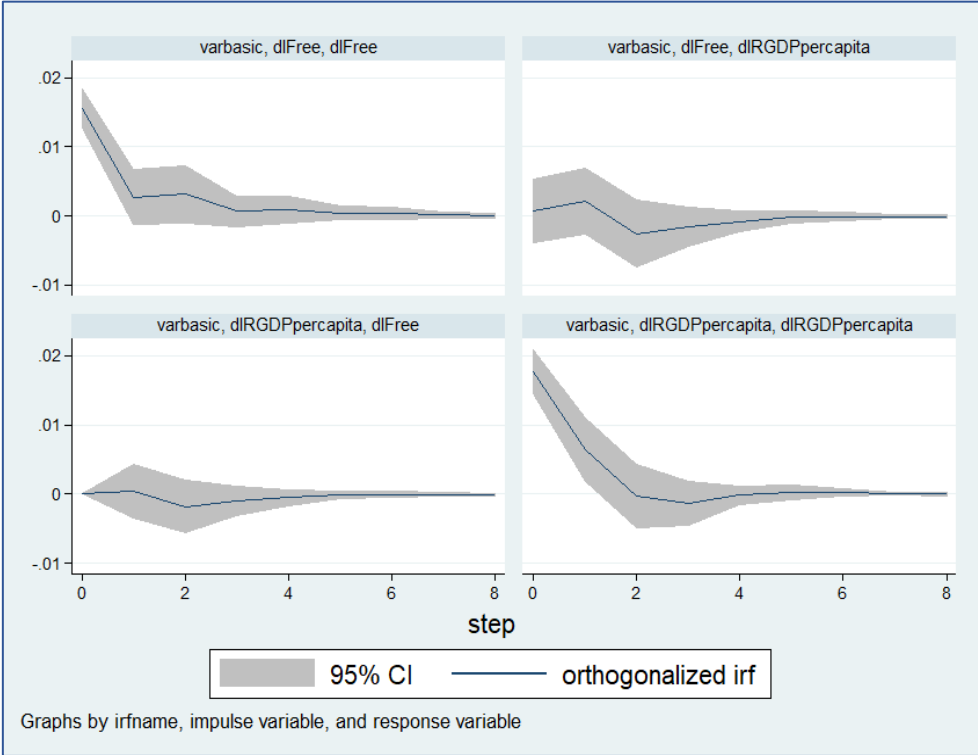 varbasic, dlFree, dlFree
varbasic, dlFree, dlRGDPpercapita
.02
.01
0
-.01
varbasic, dlRGDPpercapita, dlFree
varbasic, dlRGDPpercapita, dlRGDPpercapita
.02
.01
0
-.01
0 2 4 6 8
0 2 4 6 8
step
95% CI
orthogonalized irf
Graphs by irfname, impulse variable, and response variable